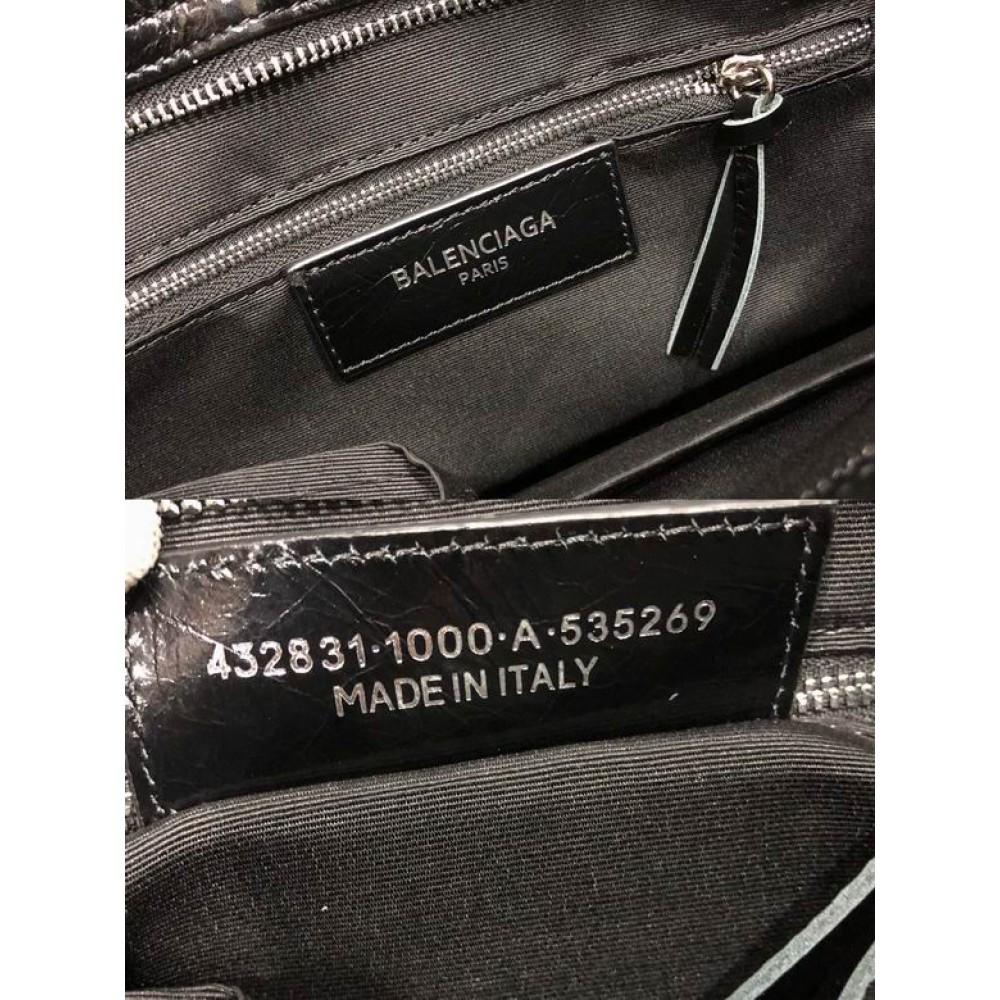 BALENCIAGA
PARIS
432831·1000·A·535269
MADE IN ITALY